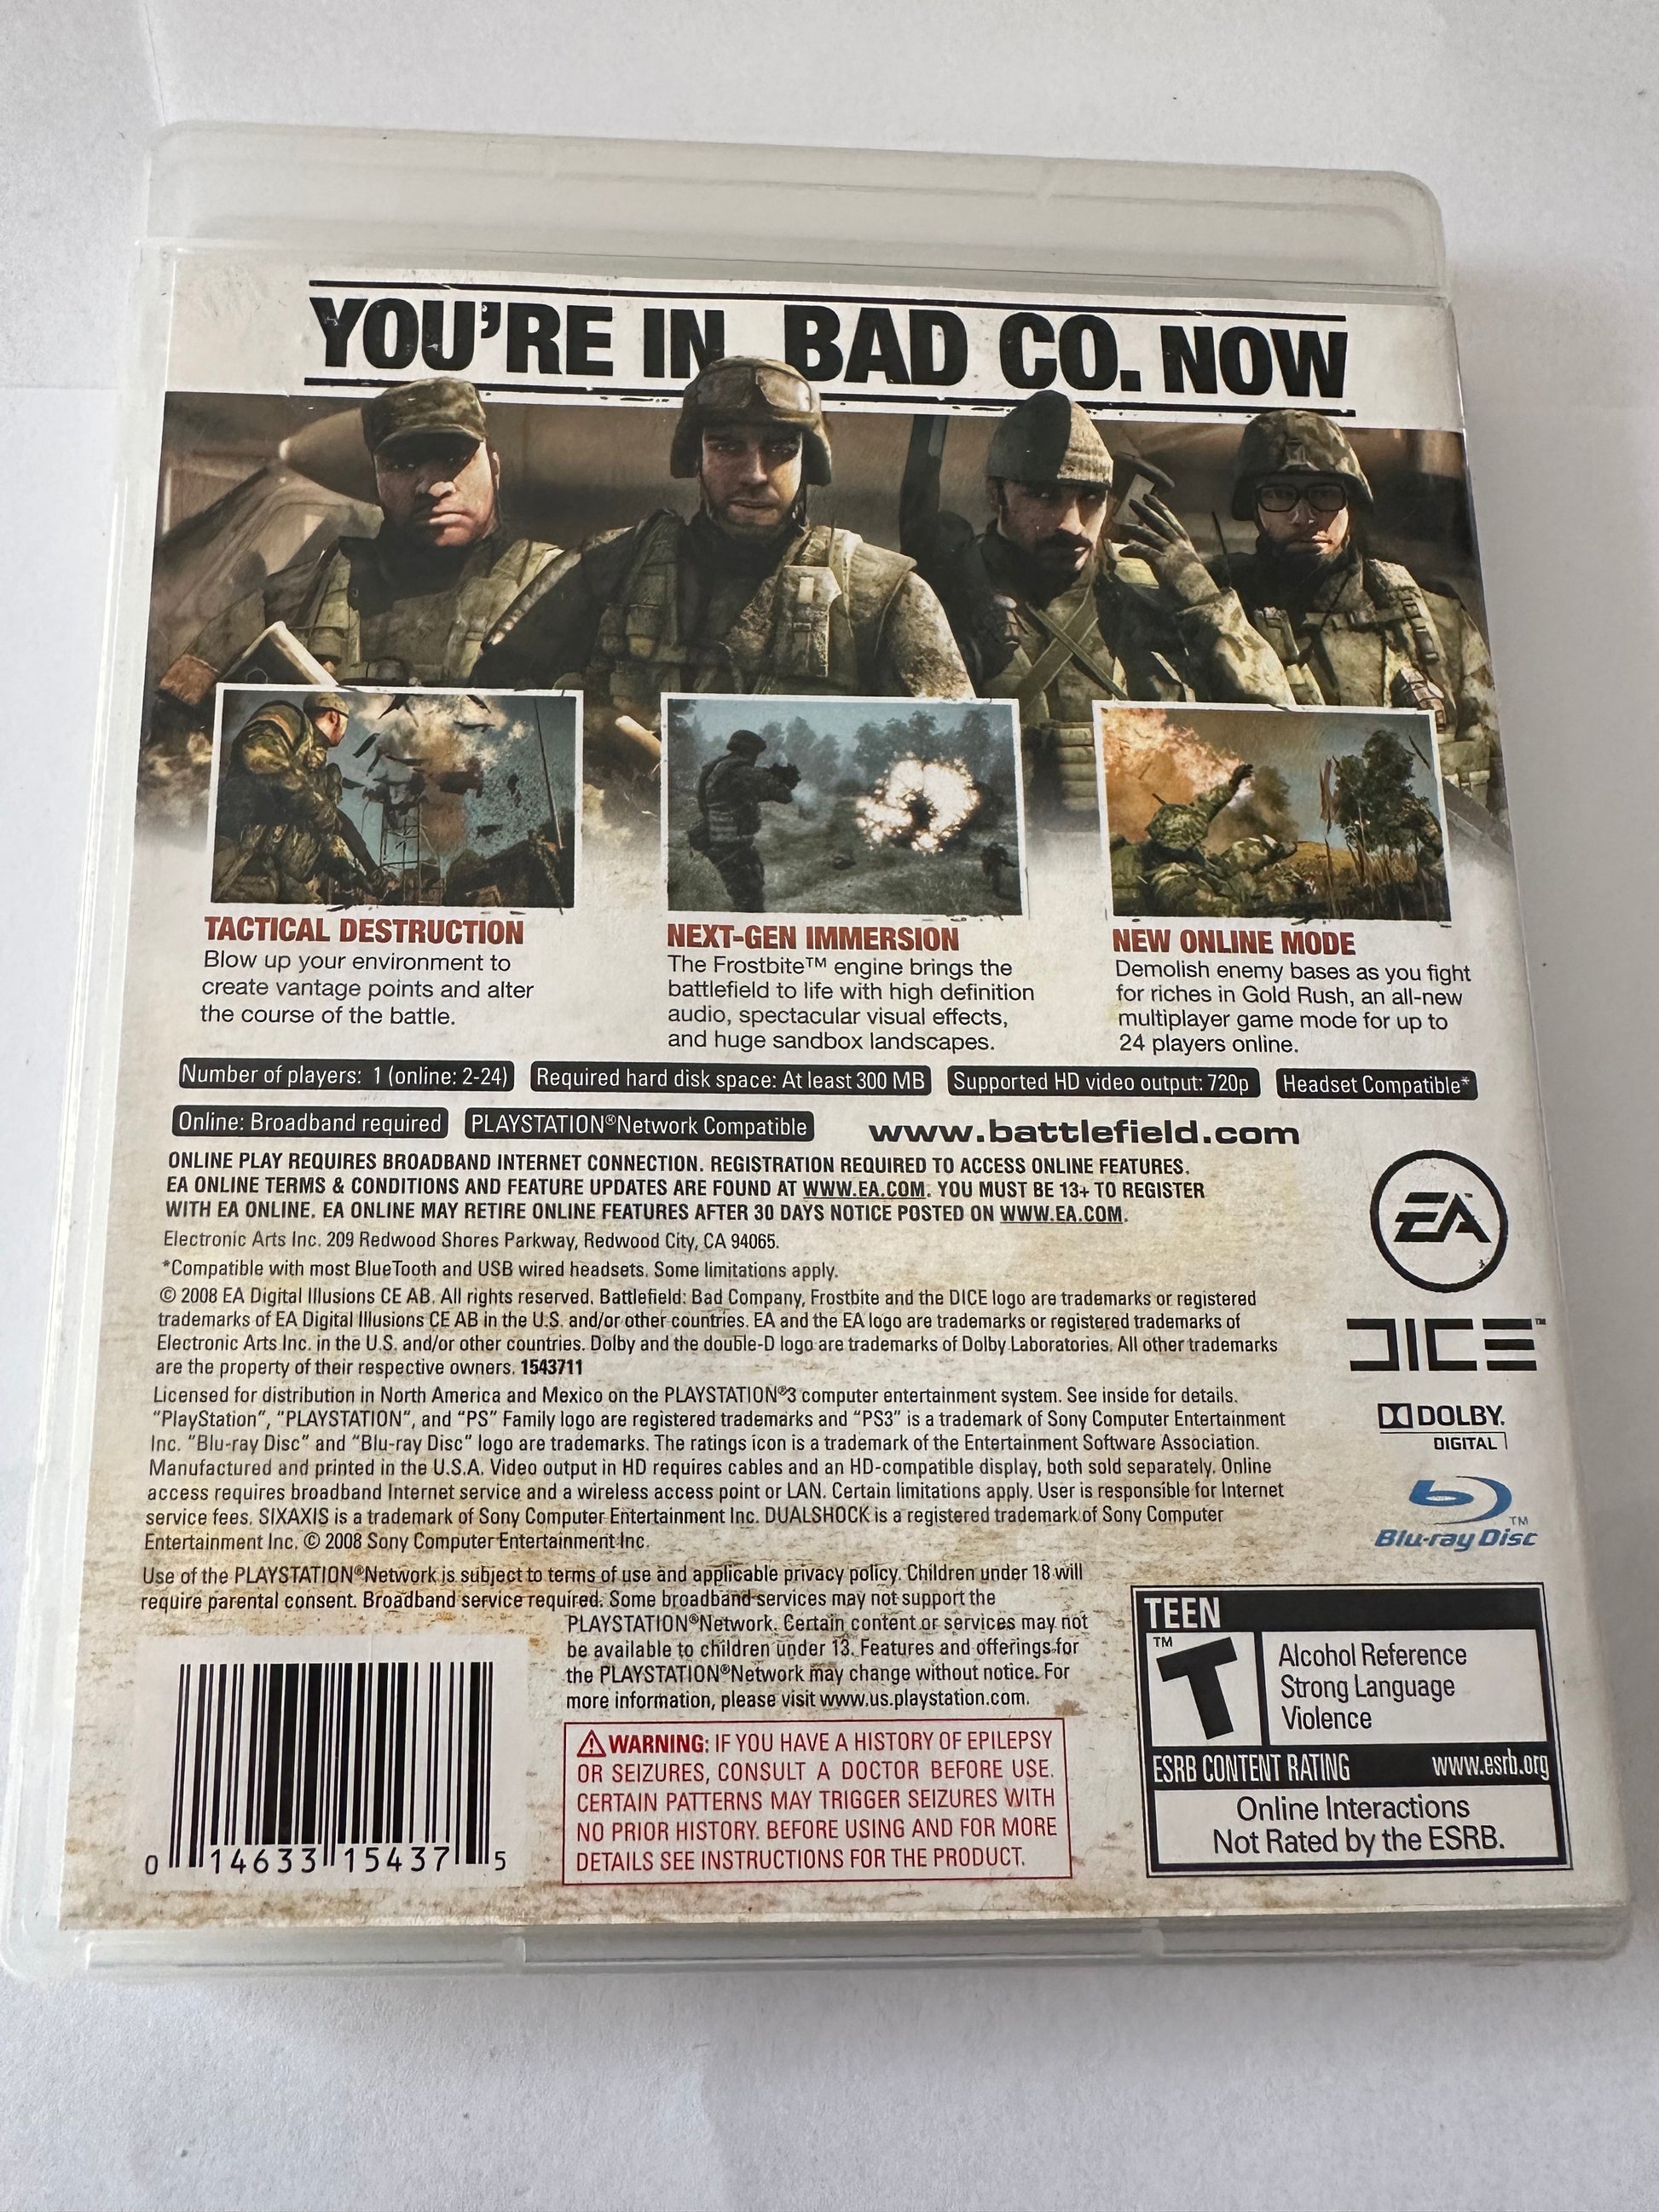 YOU'RE IN BAD CO. NOW
TACTICAL DESTRUCTION
Blow up your environment to
create vantage points and alter
the course of the battle.
NEXT-GEN IMMERSION
The Frostbite™ engine brings the
battlefield to life with high definition
audio, spectacular visual effects,
and huge sandbox landscapes.
NEW ONLINE MODE
Demolish enemy bases as you fight
for riches in Gold Rush, an all-new
multiplayer game mode for up to
24 players online.
Number of players: 1 (online: 2-24) Required hard disk space: At least 300 MB Supported HD video output: 720p Headset Compatible*
Online: Broadband required PLAYSTATION®Network Compatible www.battlefield.com
ONLINE PLAY REQUIRES BROADBAND INTERNET CONNECTION. REGISTRATION REQUIRED TO ACCESS ONLINE FEATURES.
EA ONLINE TERMS & CONDITIONS AND FEATURE UPDATES ARE FOUND AT WWW.EA.COM. YOU MUST BE 13+ TO REGISTER
WITH EA ONLINE. EA ONLINE MAY RETIRE ONLINE FEATURES AFTER 30 DAYS NOTICE POSTED ON WWW.EA.COM.
Electronic Arts Inc. 209 Redwood Shores Parkway, Redwood City, CA 94065.
*Compatible with most BlueTooth and USB wired headsets. Some limitations apply.
© 2008 EA Digital Illusions CE AB. All rights reserved. Battlefield: Bad Company, Frostbite and the DICE logo are trademarks or registered
trademarks of EA Digital Illusions CE AB in the U.S. and/or other countries. EA and the EA logo are trademarks or registered trademarks of
Electronic Arts Inc. in the U.S. and/or other countries. Dolby and the double-D logo are trademarks of Dolby Laboratories. All other trademarks
are the property of their respective owners. 1543711
Licensed for distribution in North America and Mexico on the PLAYSTATION®3 computer entertainment system. See inside for details.
"PlayStation", "PLAYSTATION", and "PS" Family logo are registered trademarks and "PS3" is a trademark of Sony Computer Entertainment
Inc. "Blu-ray Disc" and "Blu-ray Disc" logo are trademarks. The ratings icon is a trademark of the Entertainment Software Association.
Manufactured and printed in the U.S.A. Video output in HD requires cables and an HD-compatible display, both sold separately. Online
access requires broadband Internet service and a wireless access point or LAN. Certain limitations apply. User is responsible for Internet
service fees. SIXAXIS is a trademark of Sony Computer Entertainment Inc. DUALSHOCK is a registered trademark of Sony Computer
Entertainment Inc. © 2008 Sony Computer Entertainment Inc.
Use of the PLAYSTATION®Network is subject to terms of use and applicable privacy policy. Children under 18 will
require parental consent. Broadband service required. Some broadband services may not support the
PLAYSTATION®Network. Certain content or services may not
be available to children under 13. Features and offerings for
the PLAYSTATION®Network may change without notice. For
more information, please visit www.us.playstation.com.
WARNING: IF YOU HAVE A HISTORY OF EPILEPSY
OR SEIZURES, CONSULT A DOCTOR BEFORE USE.
CERTAIN PATTERNS MAY TRIGGER SEIZURES WITH
NO PRIOR HISTORY. BEFORE USING AND FOR MORE
DETAILS SEE INSTRUCTIONS FOR THE PRODUCT.
0 14633 15437 5
EA™
DICE™
DOLBY.
DIGITAL
Blu-ray Disc™
TEEN
T™
Alcohol Reference
Strong Language
Violence
ESRB CONTENT RATING www.esrb.org
Online Interactions
Not Rated by the ESRB.